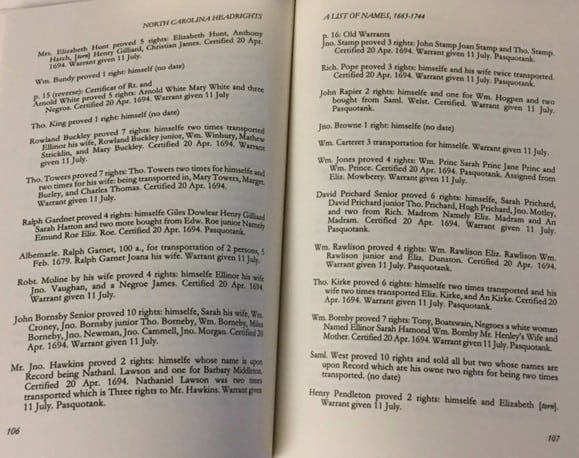 NORTH CAROLINA HEADRIGHTS
Mrs. Elizabeth Hunt proved 5 rights: Elizabeth Hunt, Anthony
Hatch, [torn] Henry Gilliard, Christian James. Certified 20 Apr.
1694. Warrant given 11 July.
Wm. Bundy proved 1 right: himself (no date)
p. 15 (reverse): Certificat of Rt. and
Arnold White proved 5 rights: Arnold White Mary White and three
Negros. Certified 20 Apr. 1694. Warrant given 11 July
Tho. King proved 1 right: himself (no date)
Rowland Buckley proved 7 rights: himself two times transported
Ellinor his wife, Rowland Buckley junior, Wm. Winbury, Mathew
Stricklin, and Mary Buckley. Certified 20 Apr. 1694. Warrant
given 11 July.
Tho. Towers proved 7 rights: Tho. Towers two times for himself and
two times for his wife: being transported in, Mary Towers, Margret
Burley, and Charles Thomas. Certified 20 Apr. 1694. Warrant
given 11 July.
Ralph Gardnet proved 4 rights: himselfe Giles Dowlear Henry Gilliard
Sarah Hatton and two more bought from Edw. Roe junior Namely
Emund Roe Eliz. Roe. Certified 20 Apr. 1694. Pasquotank.
Albemarle. Ralph Garnet, 100 a., for transportation of 2 persons, 5
Feb. 1679. Ralph Garnet Joana his wife. Warrant given 11 July.
Robt. Moline by his wife proved 4 rights: himselfe Ellinor his wife
Jno. Vaughan, and a Negroe James. Certified 20 Apr. 1694.
Warrant given 11 July.
John Bornsby Senior proved 10 rights: himself, Sarah his wife, Wm.
Croney, Jno. Bornsby junior Tho. Borneby, Wm. Borneby, Miles
Borneby, Jno. Newman, Jno. Cammell, Jno. Morgan. Certified 20
Apr. 1694. Warrant given 11 July.
Mr. Jno. Hawkins proved 2 rights: himselfe whose name is upon
Record being Nathanl. Lawson and one for Barbary Middleton.
Certified 20 Apr. 1694. Nathaniel Lawson was two times
transported which is Three rights to Mr. Hawkins. Warrant given
11 July. Pasquotank.
106
A LIST OF NAMES, 1663-1744
p. 16: Old Warrants
Jno. Stamp proved 3 rights: John Stamp Joan Stamp and Tho. Stamp.
Certified 20 Apr. 1694. Warrant given 11 July. Pasquotank.
Rich. Pope proved 3 rights: himselfe and his wife twice transported.
Certified 20 Apr. 1694. Warrant given 11 July. Pasquotank.
John Rapier 2 rights: himselfe and one for Wm. Hogpen and two
bought from Saml. Welst. Certified. Warrant given 11 July.
Pasquotank.
Jno. Browne 1 right: himself (no date)
Wm. Carterer 3 transportation for himself. Warrant given 11 July.
Wm. Jones proved 4 rights: Wm. Princ Sarah Princ Jane Princ and
Wm. Prince. Certified 20 Apr. 1694. Pasquotank. Assigned from
Eliz. Mowberry. Warrant given 11 July.
David Prichard Senior proved 6 rights: himselfe, Sarah Prichard,
David Prichard junior Tho. Prichard, Hugh Prichard, Jno. Motley,
and two from Rich. Madrom Namely Eliz. Madram and An
Madram. Certified 20 Apr. 1694. Warrant given 11 July.
Pasquotank.
Wm. Rawlison proved 4 rights: Wm. Rawlison Eliz. Rawlison Wm.
Rawlison junior and Eliz. Dunston. Certified 20 Apr. 1694.
Warrant given 11 July. Pasquotank.
Tho. Kirke proved 6 rights: himselfe two times transported and his
wife two times transported Eliz. Kirke, and An Kirke. Certified 20
Apr. 1694. Warrant given 11 July. Pasquotank.
Wm. Bornby proved 7 rights: Tony, Boatswain, Negroes a white woman
Named Ellinor Sarah Hamond Wm. Bornby Mr. Henley's Wife and
Mother. Certified 20 Apr. 1694. Warrant given 11 July. Pasquotank.
Saml. West proved 10 rights and sold all but two whose names are
upon Record which are his owne two rights for being two times
transported. (no date)
Henry Pendleton proved 2 rights: himselfe and Elizabeth [torn].
Warrant given 11 July.
107